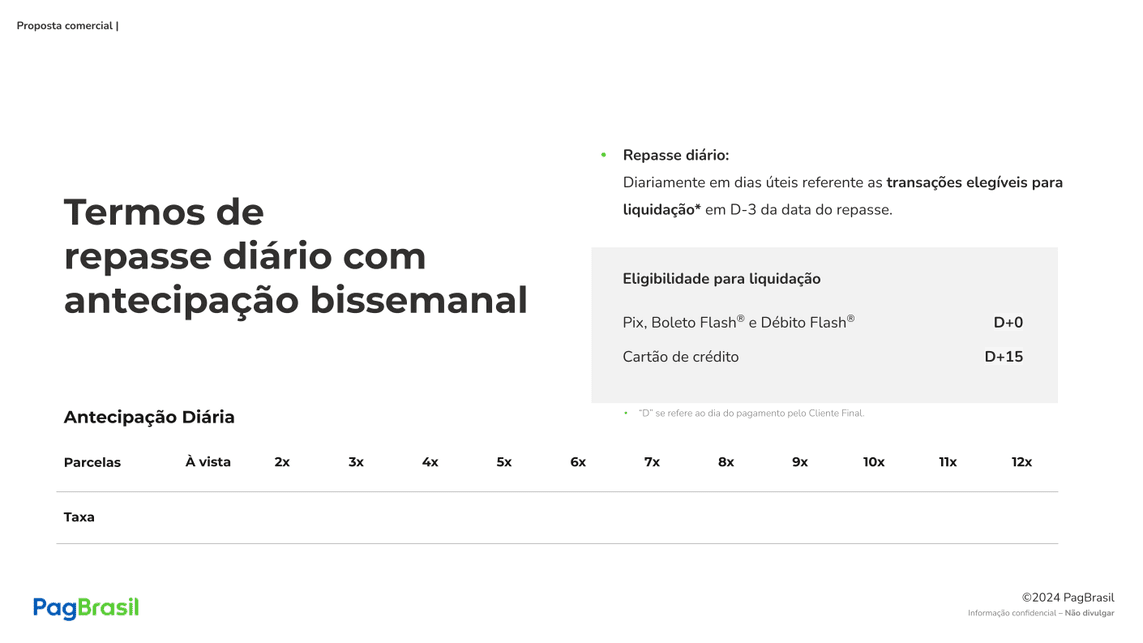 Proposta comercial |
Termos de
repasse diário com
antecipação bissemanal
• Repasse diário:
Diariamente em dias úteis referente as transações elegíveis para
liquidação* em D-3 da data do repasse.
Eligibilidade para liquidação
Pix, Boleto Flash® e Débito Flash® D+0
Cartão de crédito D+15
• “D” se refere ao dia do pagamento pelo Cliente Final.
Antecipação Diária
Parcelas À vista 2x 3x 4x 5x 6x 7x 8x 9x 10x 11x 12x
Taxa
PagBrasil
©2024 PagBrasil
Informação confidencial – Não divulgar